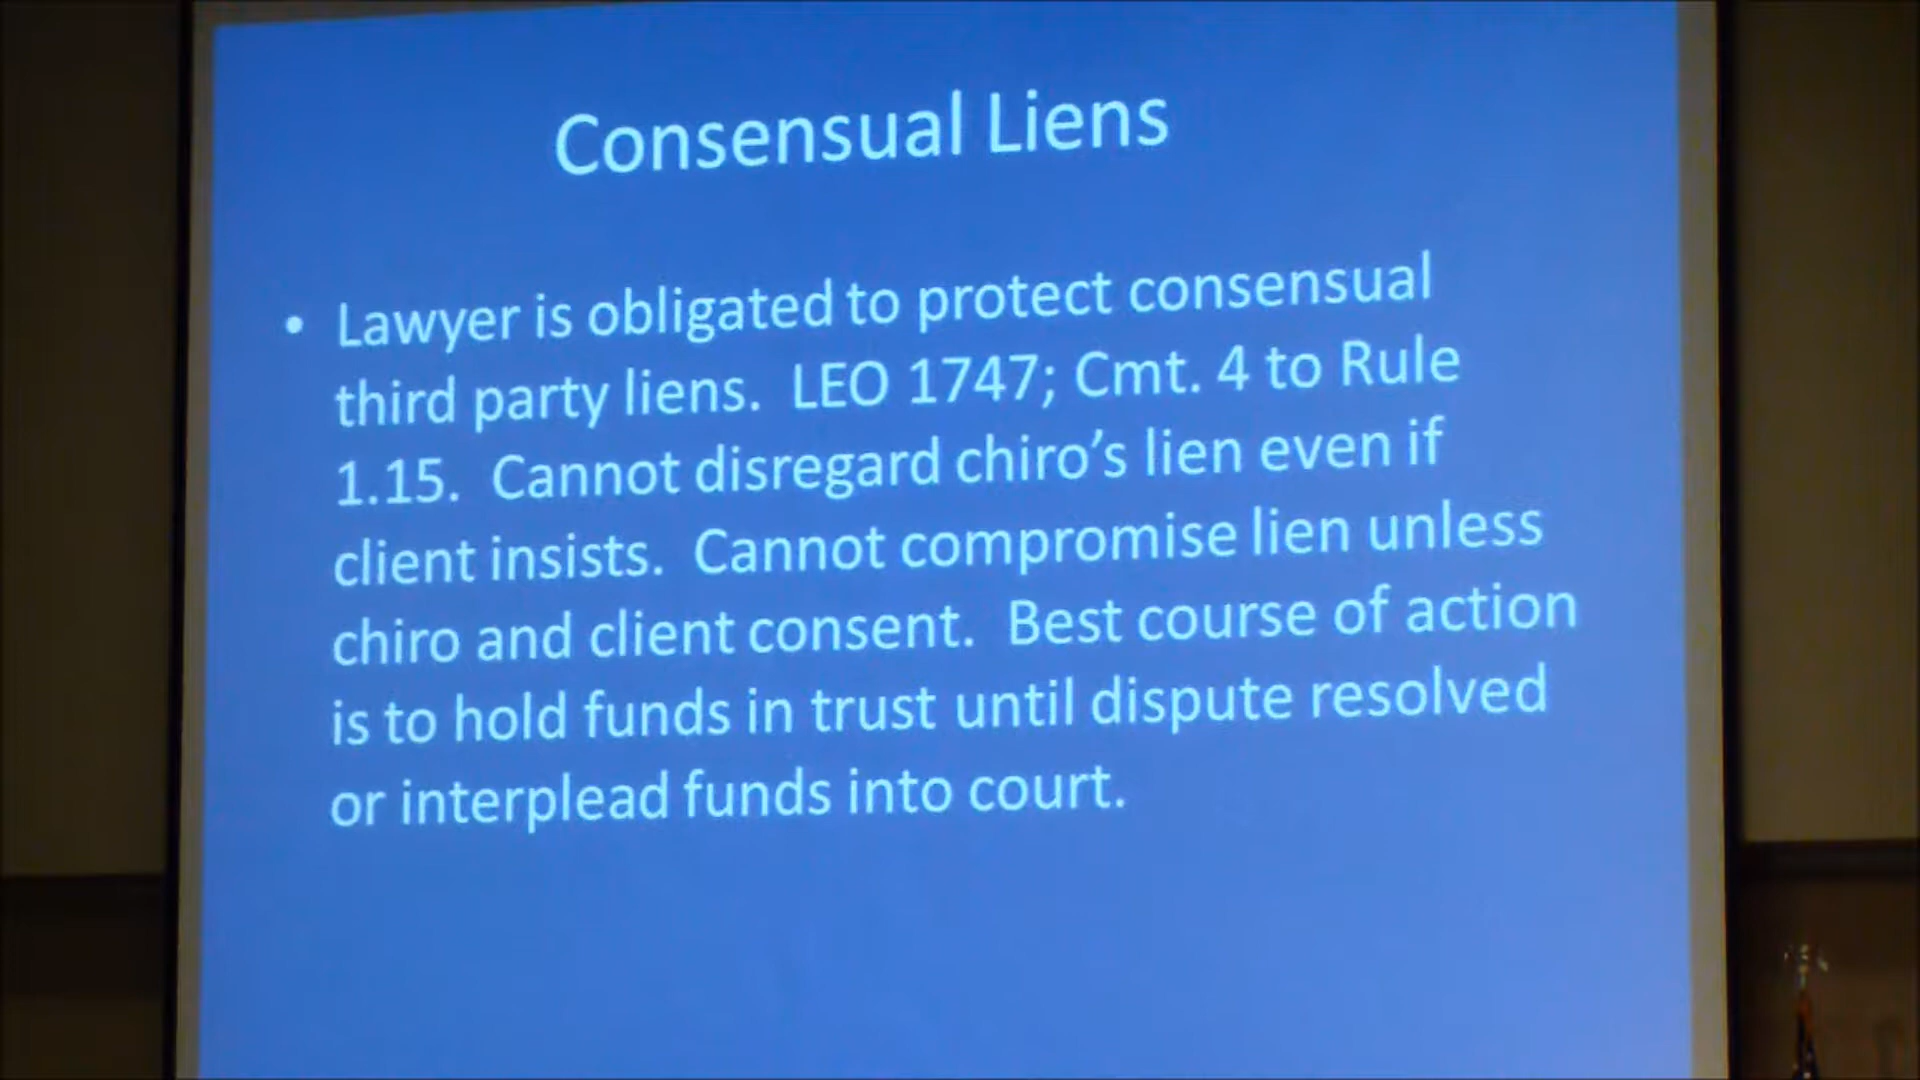 Consensual Liens
• Lawyer is obligated to protect consensual
third party liens. LEO 1747; Cmt. 4 to Rule
1.15. Cannot disregard chiro's lien even if
client insists. Cannot compromise lien unless
chiro and client consent. Best course of action
is to hold funds in trust until dispute resolved
or interplead funds into court.